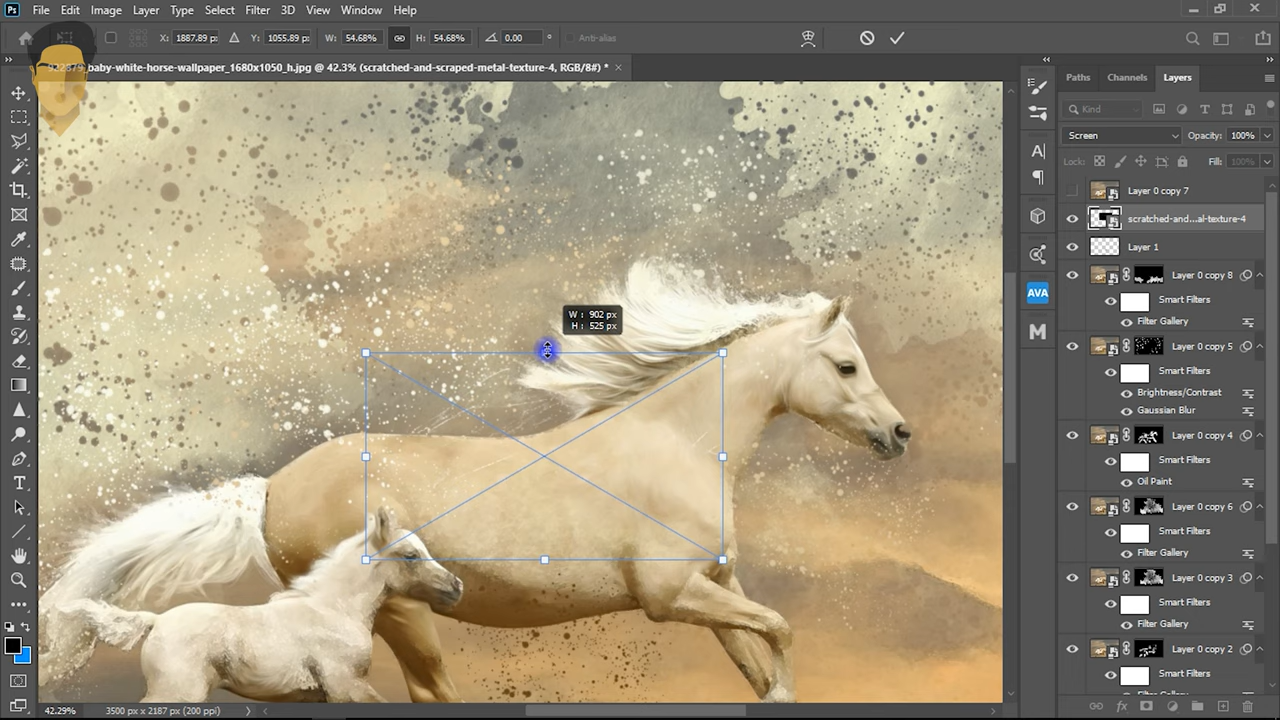 Ps File Edit Image Layer Type Select Filter 3D View Window Help
X: 1887.89 px Y: 1055.89 px W: 54.68% H: 54.68% 0.00 ° Anti-alias
baby-white-horse-wallpaper_1680x1050_h.jpg @ 42.3% (scratched-and-scraped-metal-texture-4, RGB/8#) * ×
Paths Channels Layers
Kind
Screen Opacity: 100%
Lock: Fill: 100%
Layer 0 copy 7
scratched-and...al-texture-4
Layer 1
Layer 0 copy 8
Smart Filters
Filter Gallery
Layer 0 copy 5
Smart Filters
Brightness/Contrast
Gaussian Blur
Layer 0 copy 4
Smart Filters
Oil Paint
Layer 0 copy 6
Smart Filters
Filter Gallery
Layer 0 copy 3
Smart Filters
Filter Gallery
Layer 0 copy 2
Smart Filters
AVA
M
W : 902 px
H : 525 px
42.29% 3500 px x 2187 px (200 ppi)